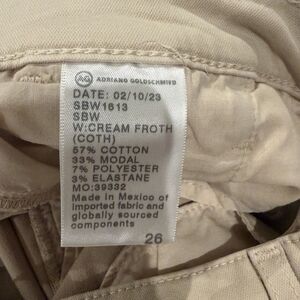 AG ADRIANO GOLDSCHMIED
DATE: 02/10/23
SBW1613
SBW
W:CREAM FROTH
(COTH)
57% COTTON
33% MODAL
7% POLYESTER
3% ELASTANE
MO:39332
Made in Mexico of
imported fabric and
globally sourced
components
26